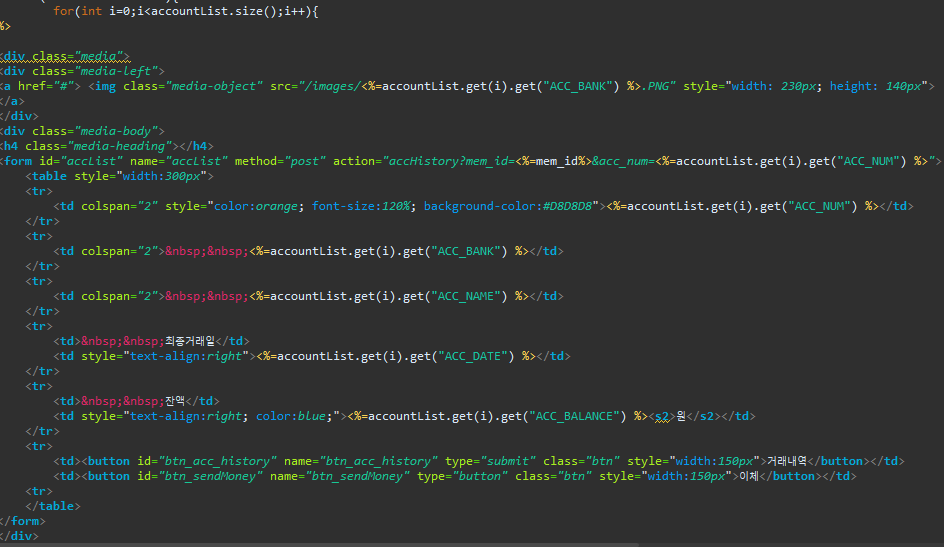 for(int i=0;i<accountList.size();i++){
%>
<div class="media">
<div class="media-left">
<a href="#"> <img class="media-object" src="/images/<%=accountList.get(i).get("ACC_BANK") %>.PNG" style="width: 230px; height: 140px">
</a>
</div>
<div class="media-body">
<h4 class="media-heading"></h4>
<form id="accList" name="accList" method="post" action="accHistory?mem_id=<%=mem_id%>&acc_num=<%=accountList.get(i).get("ACC_NUM") %>">
<table style="width:300px">
<tr>
<td colspan="2" style="color:orange; font-size:120%; background-color:#D8D8D8"><%=accountList.get(i).get("ACC_NUM") %></td>
</tr>
<tr>
<td colspan="2">&nbsp;&nbsp;<%=accountList.get(i).get("ACC_BANK") %></td>
</tr>
<tr>
<td colspan="2">&nbsp;&nbsp;<%=accountList.get(i).get("ACC_NAME") %></td>
</tr>
<tr>
<td>&nbsp;&nbsp;최종거래일</td>
<td style="text-align:right"><%=accountList.get(i).get("ACC_DATE") %></td>
</tr>
<tr>
<td>&nbsp;&nbsp;잔액</td>
<td style="text-align:right; color:blue;"><%=accountList.get(i).get("ACC_BALANCE") %><s2>원</s2></td>
</tr>
<tr>
<td><button id="btn_acc_history" name="btn_acc_history" type="submit" class="btn" style="width:150px">거래내역</button></td>
<td><button id="btn_sendMoney" name="btn_sendMoney" type="button" class="btn" style="width:150px">이체</button></td>
<tr>
</table>
</form>
</div>